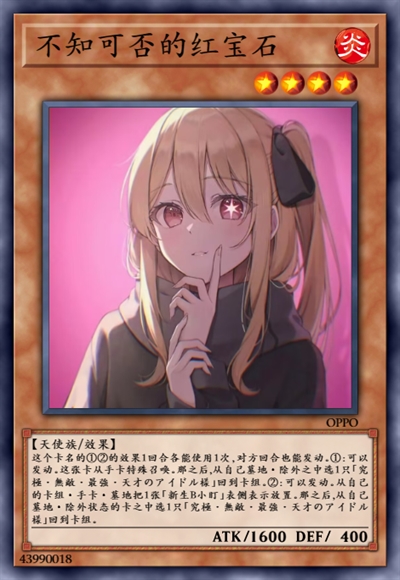 不知可否的红宝石
炎
OPPO
【天使族/效果】
这个卡名的①②的效果1回合各能使用1次,对方回合也能发动。①:可以
发动。这张卡从手卡特殊召唤。那之后,从自己墓地・除外之中选1只「究
極・無敵・最強・天才のアイドル様」回到卡组。②:可以发动。从自己
的卡组・手卡・墓地把1张「新生B小町」表侧表示放置。那之后,从自己
墓地・除外状态的卡之中选1只「究極・無敵・最強・天才のアイドル
様」回到卡组。
ATK/1600 DEF/ 400
43990018